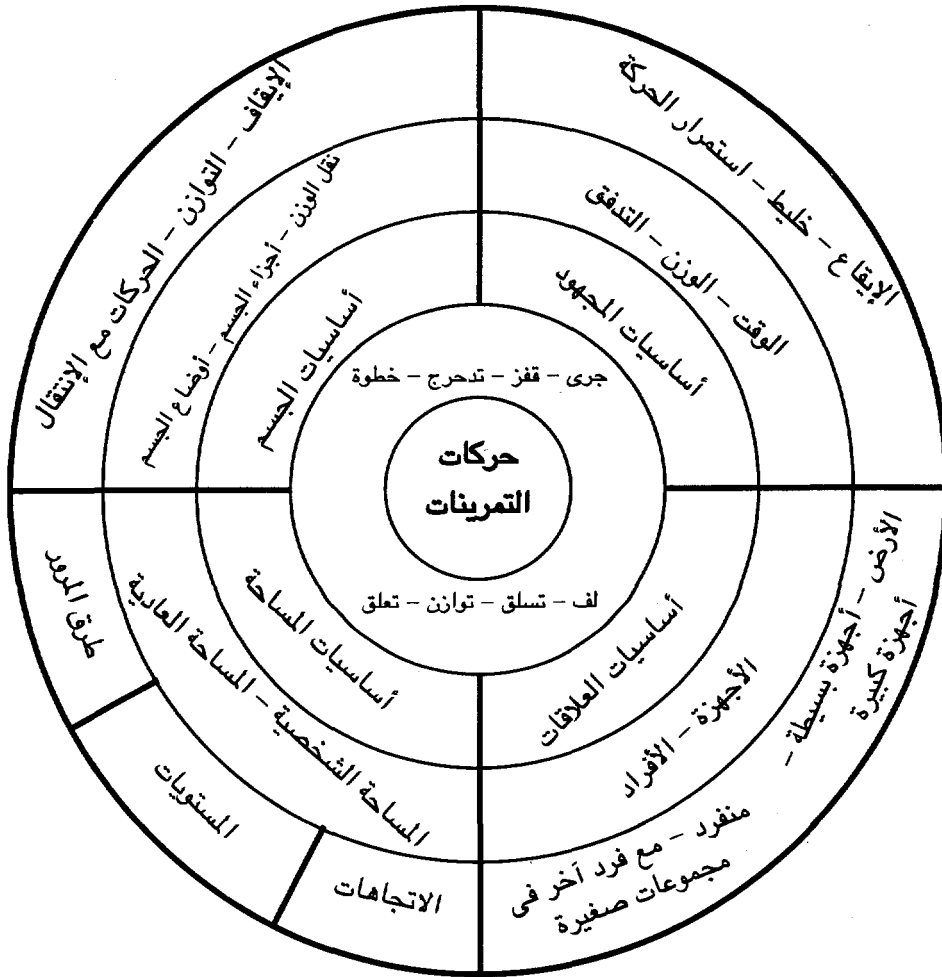 حركات
التمرينات
جرى – قفز – تدحرج – خطوة
لف – تسلق – توازن – تعلق
أساسيات المجهود
الوقت – الوزن – التدفق
الإيقاع – خليط – استمرار الحركة
أساسيات الجسم
نقل الوزن – أجزاء الجسم – أوضاع الجسم
الإيقاف – التوازن – الحركات مع الإنتقال
أساسيات المساحة
المساحة الشخصية – المساحة العادية
طرق المرور
المستويات
الاتجاهات
أساسيات العلاقات
الأجهزة – الأفراد
الأرض – أجهزة بسيطة –
أجهزة كبيرة
منفرد – مع فرد آخر فى
مجموعات صغيرة